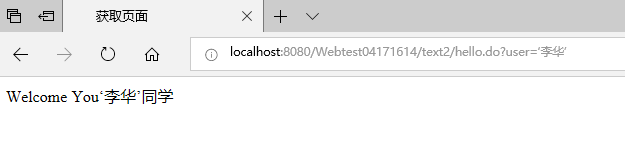 获取页面
localhost:8080/Webtest04171614/text2/hello.do?user='李华'
Welcome You'李华'同学